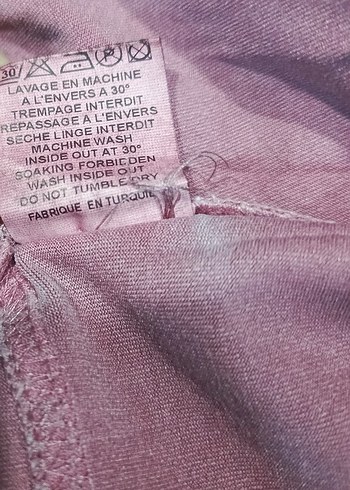 30 P
LAVAGE EN MACHINE
A L'ENVERS A 30°
TREMPAGE INTERDIT
REPASSAGE A L'ENVERS
SECHE LINGE INTERDIT
MACHINE WASH
INSIDE OUT AT 30°
SOAKING FORBIDDEN
WASH INSIDE OUT
DO NOT TUMBLE DRY
FABRIQUE EN TURQUIE